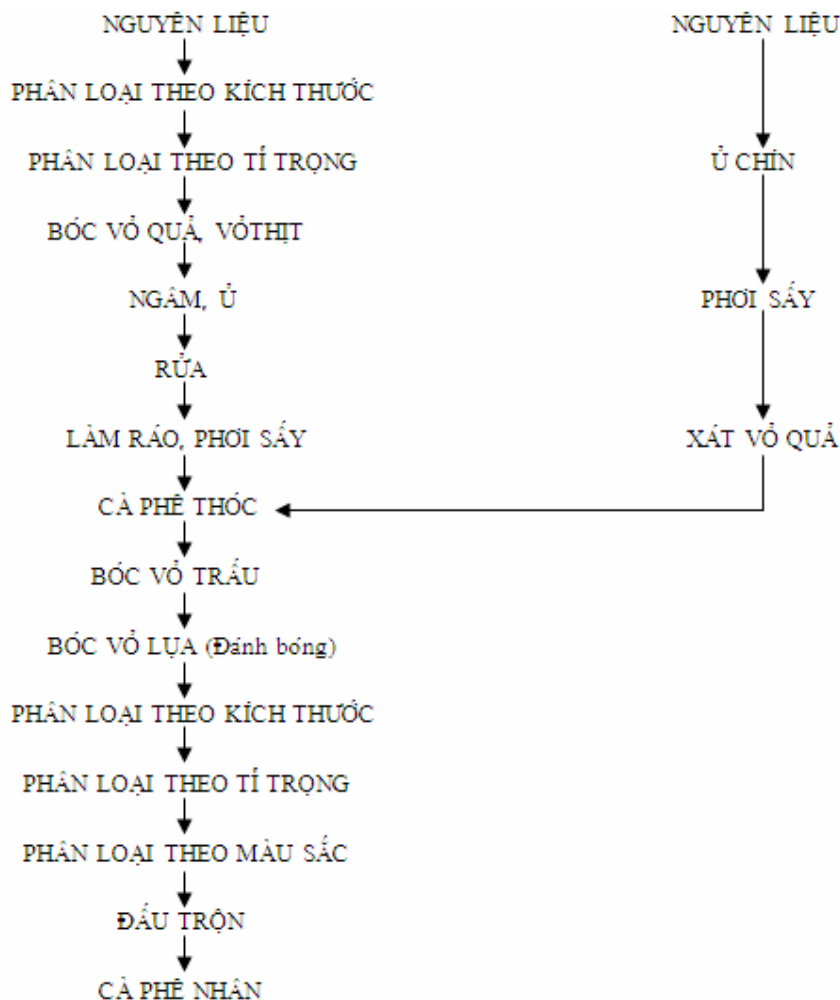 NGUYÊN LIỆU
PHÂN LOẠI THEO KÍCH THƯỚC
PHÂN LOẠI THEO TỈ TRỌNG
BÓC VỎ QUẢ, VỎTHỊT
NGÂM, Ủ
RỬA
LÀM RÁO, PHƠI SẤY
CÀ PHÊ THÓC
BÓC VỎ TRẤU
BÓC VỎ LỤA (Đánh bóng)
PHÂN LOẠI THEO KÍCH THƯỚC
PHÂN LOẠI THEO TỈ TRỌNG
PHÂN LOẠI THEO MÀU SẮC
ĐẤU TRỘN
CÀ PHÊ NHÂN
NGUYÊN LIỆU
Ủ CHÍN
PHƠI SẤY
XÁT VỎ QUẢ